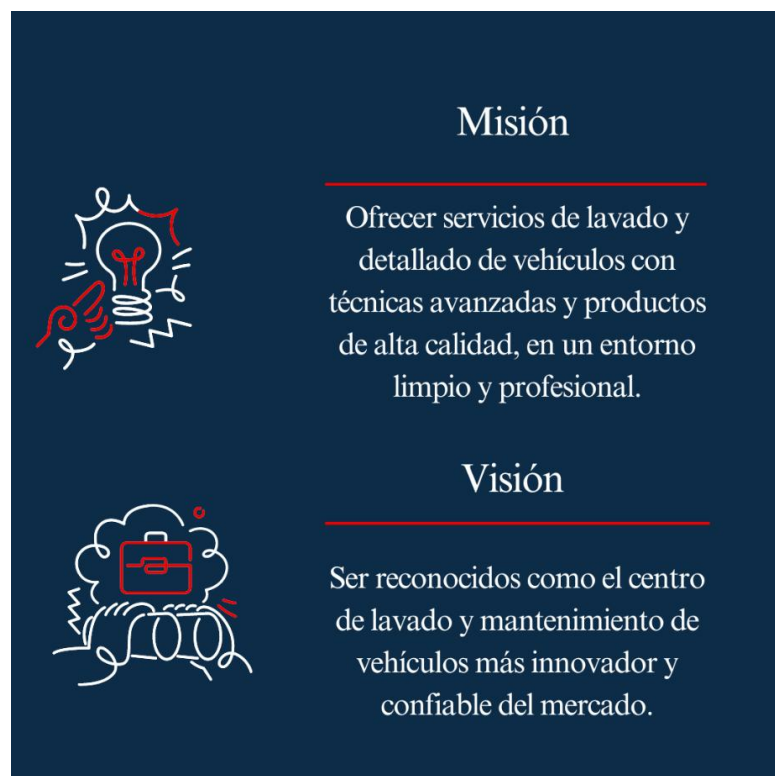 Misión
Ofrecer servicios de lavado y
detallado de vehículos con
técnicas avanzadas y productos
de alta calidad, en un entorno
limpio y profesional.
Visión
Ser reconocidos como el centro
de lavado y mantenimiento de
vehículos más innovador y
confiable del mercado.